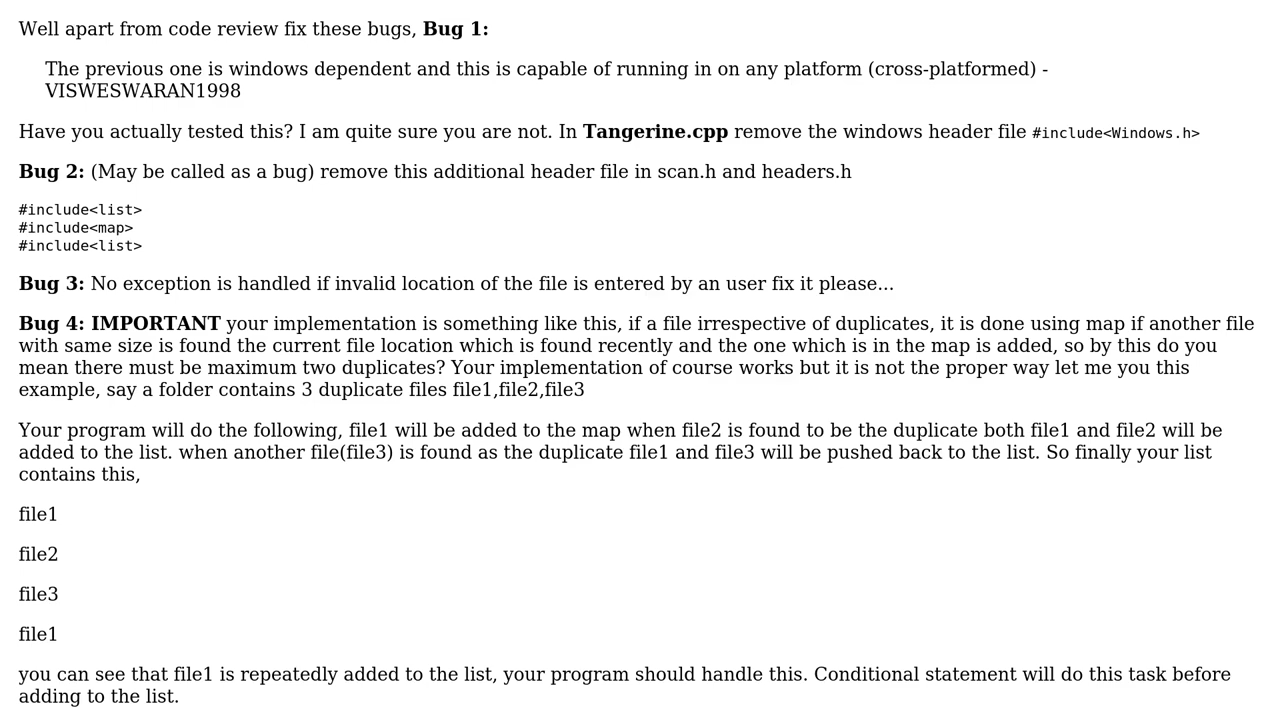 Well apart from code review fix these bugs, Bug 1:
The previous one is windows dependent and this is capable of running in on any platform (cross-platformed) -
VISWESWARAN1998
Have you actually tested this? I am quite sure you are not. In Tangerine.cpp remove the windows header file #include<Windows.h>
Bug 2: (May be called as a bug) remove this additional header file in scan.h and headers.h
#include<list>
#include<map>
#include<list>
Bug 3: No exception is handled if invalid location of the file is entered by an user fix it please...
Bug 4: IMPORTANT your implementation is something like this, if a file irrespective of duplicates, it is done using map if another file
with same size is found the current file location which is found recently and the one which is in the map is added, so by this do you
mean there must be maximum two duplicates? Your implementation of course works but it is not the proper way let me you this
example, say a folder contains 3 duplicate files file1,file2,file3
Your program will do the following, file1 will be added to the map when file2 is found to be the duplicate both file1 and file2 will be
added to the list. when another file(file3) is found as the duplicate file1 and file3 will be pushed back to the list. So finally your list
contains this,
file1
file2
file3
file1
you can see that file1 is repeatedly added to the list, your program should handle this. Conditional statement will do this task before
adding to the list.